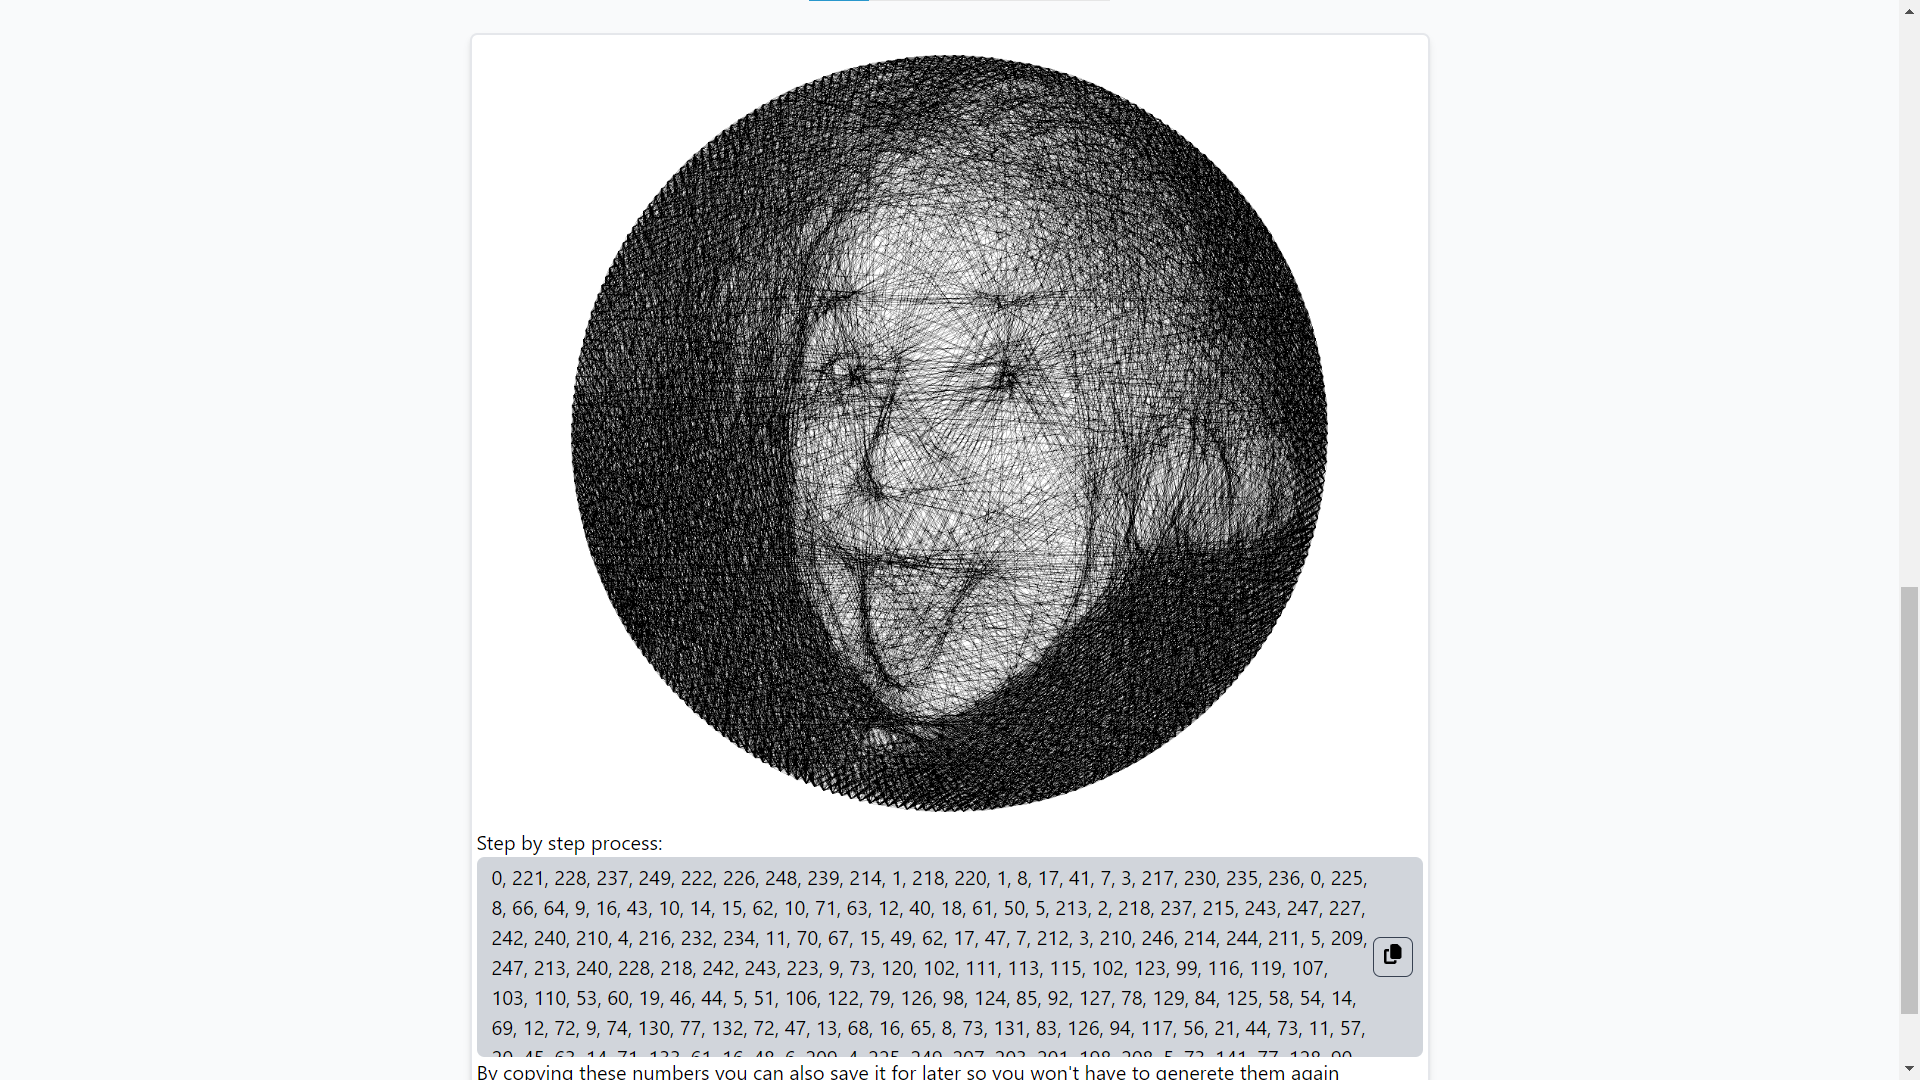 Step by step process:
0, 221, 228, 237, 249, 222, 226, 248, 239, 214, 1, 218, 220, 1, 8, 17, 41, 7, 3, 217, 230, 235, 236, 0, 225,
8, 66, 64, 9, 16, 43, 10, 14, 15, 62, 10, 71, 63, 12, 40, 18, 61, 50, 5, 213, 2, 218, 237, 215, 243, 247, 227,
242, 240, 210, 4, 216, 232, 234, 11, 70, 67, 15, 49, 62, 17, 47, 7, 212, 3, 210, 246, 214, 244, 211, 5, 209,
247, 213, 240, 228, 218, 242, 243, 223, 9, 73, 120, 102, 111, 113, 115, 102, 123, 99, 116, 119, 107,
103, 110, 53, 60, 19, 46, 44, 5, 51, 106, 122, 79, 126, 98, 124, 85, 92, 127, 78, 129, 84, 125, 58, 54, 14,
69, 12, 72, 9, 74, 130, 77, 132, 72, 47, 13, 68, 16, 65, 8, 73, 131, 83, 126, 94, 117, 56, 21, 44, 73, 11, 57,
By copying these numbers you can also save it for later so you won't have to generete them again